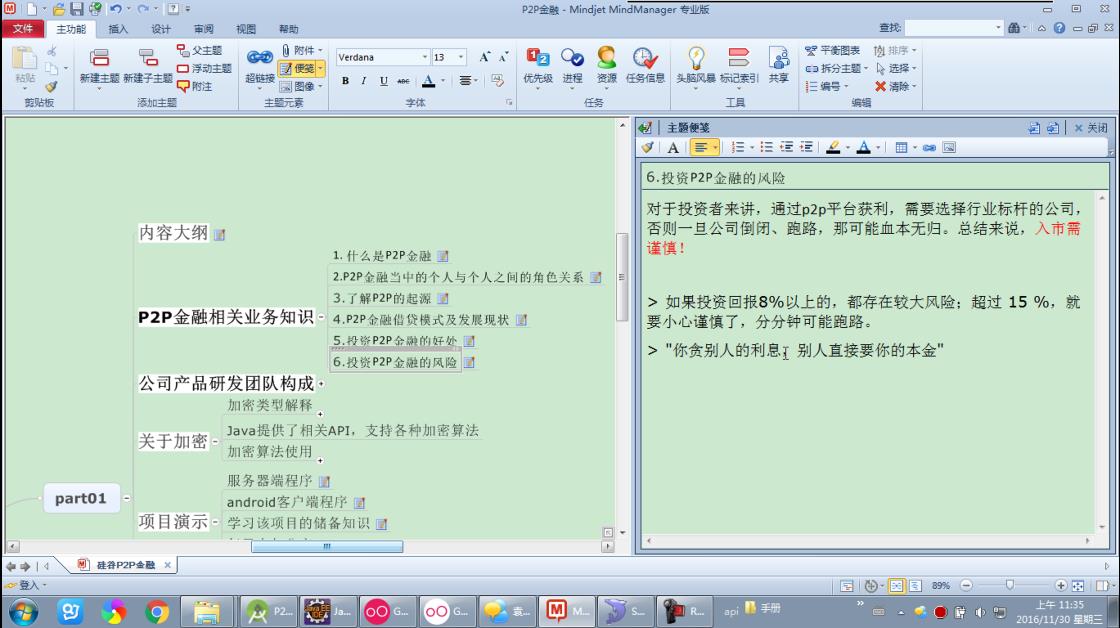 P2P金融 - Mindjet MindManager 专业版
文件 主功能 插入 设计 审阅 视图 帮助 查找:
粘贴 新建主题 新建子主题 父主题 浮动主题 附注 超链接 附件 便笺 图像 Verdana 13 优先级 进程 资源 任务信息 头脑风暴 标记索引 共享 平衡图表 拆分主题 编号 排序 选择 清除
B I U ABC A
剪贴板 添加主题 主题元素 字体 任务 工具 编辑
主题便笺 关闭
6.投资P2P金融的风险
对于投资者来讲，通过p2p平台获利，需要选择行业标杆的公司，
否则一旦公司倒闭、跑路，那可能血本无归。总结来说，入市需
谨慎！
> 如果投资回报8%以上的，都存在较大风险；超过 15 %，就
要小心谨慎了，分分钟可能跑路。
> "你贪别人的利息，别人直接要你的本金"
内容大纲
P2P金融相关业务知识
1. 什么是P2P金融
2.P2P金融当中的个人与个人之间的角色关系
3.了解P2P的起源
4.P2P金融借贷模式及发展现状
5.投资P2P金融的好处
6.投资P2P金融的风险
公司产品研发团队构成
关于加密
加密类型解释
Java提供了相关API，支持各种加密算法
加密算法使用
part01
项目演示
服务器端程序
android客户端程序
学习该项目的储备知识
硅谷P2P金融
登入 89%
P2... Ja... G... G... 袁... M... S... R... api 手册
上午 11:35
2016/11/30 星期三